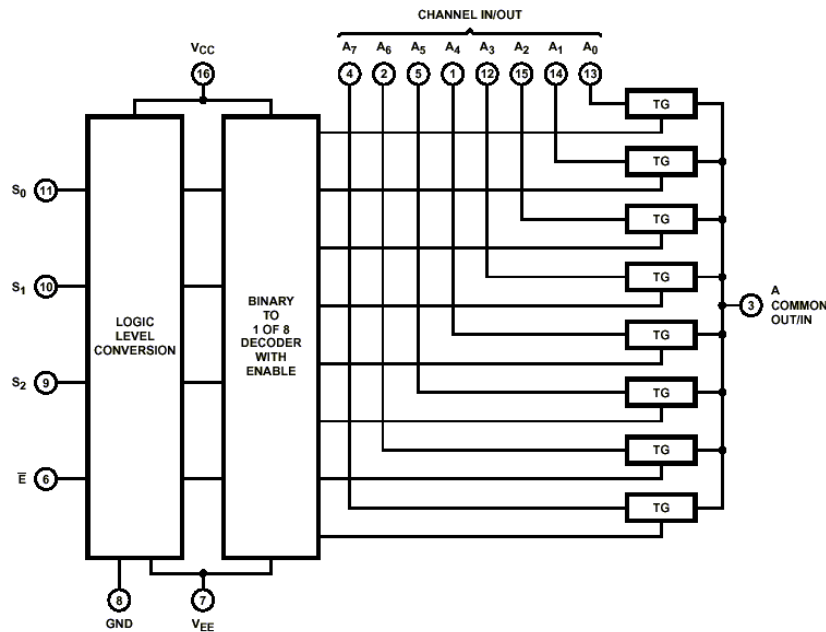 CHANNEL IN/OUT
VCC
A7 A6 A5 A4 A3 A2 A1 A0
16
4 2 5 1 12 15 14 13
TG
TG
S0 11
TG
TG
S1 10
LOGIC
LEVEL
CONVERSION
BINARY
TO
1 OF 8
DECODER
WITH
ENABLE
3
A
COMMON
OUT/IN
TG
S2 9
TG
TG
E̅ 6
TG
8
7
GND
VEE